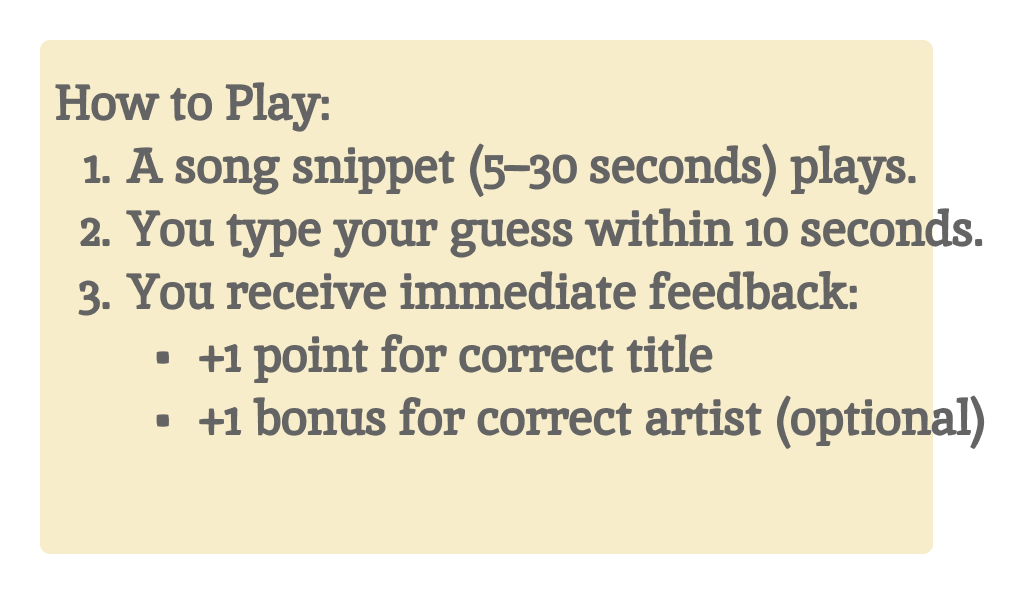 How to Play:
1. A song snippet (5–30 seconds) plays.
2. You type your guess within 10 seconds.
3. You receive immediate feedback:
▪ +1 point for correct title
▪ +1 bonus for correct artist (optional)